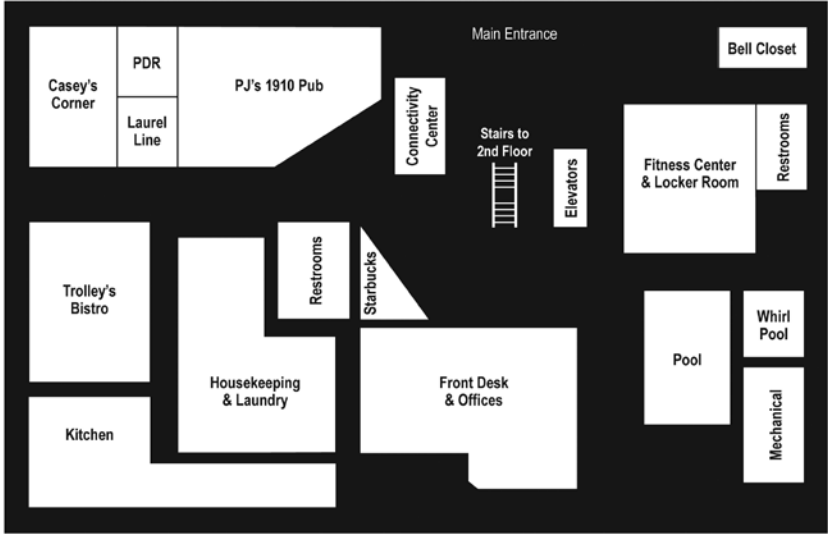 Main Entrance
Bell Closet
Casey's
Corner
PDR
Laurel
Line
PJ's 1910 Pub
Connectivity
Center
Stairs to
2nd Floor
Elevators
Fitness Center
& Locker Room
Restrooms
Trolley's
Bistro
Restrooms
Starbucks
Housekeeping
& Laundry
Front Desk
& Offices
Pool
Whirl
Pool
Mechanical
Kitchen